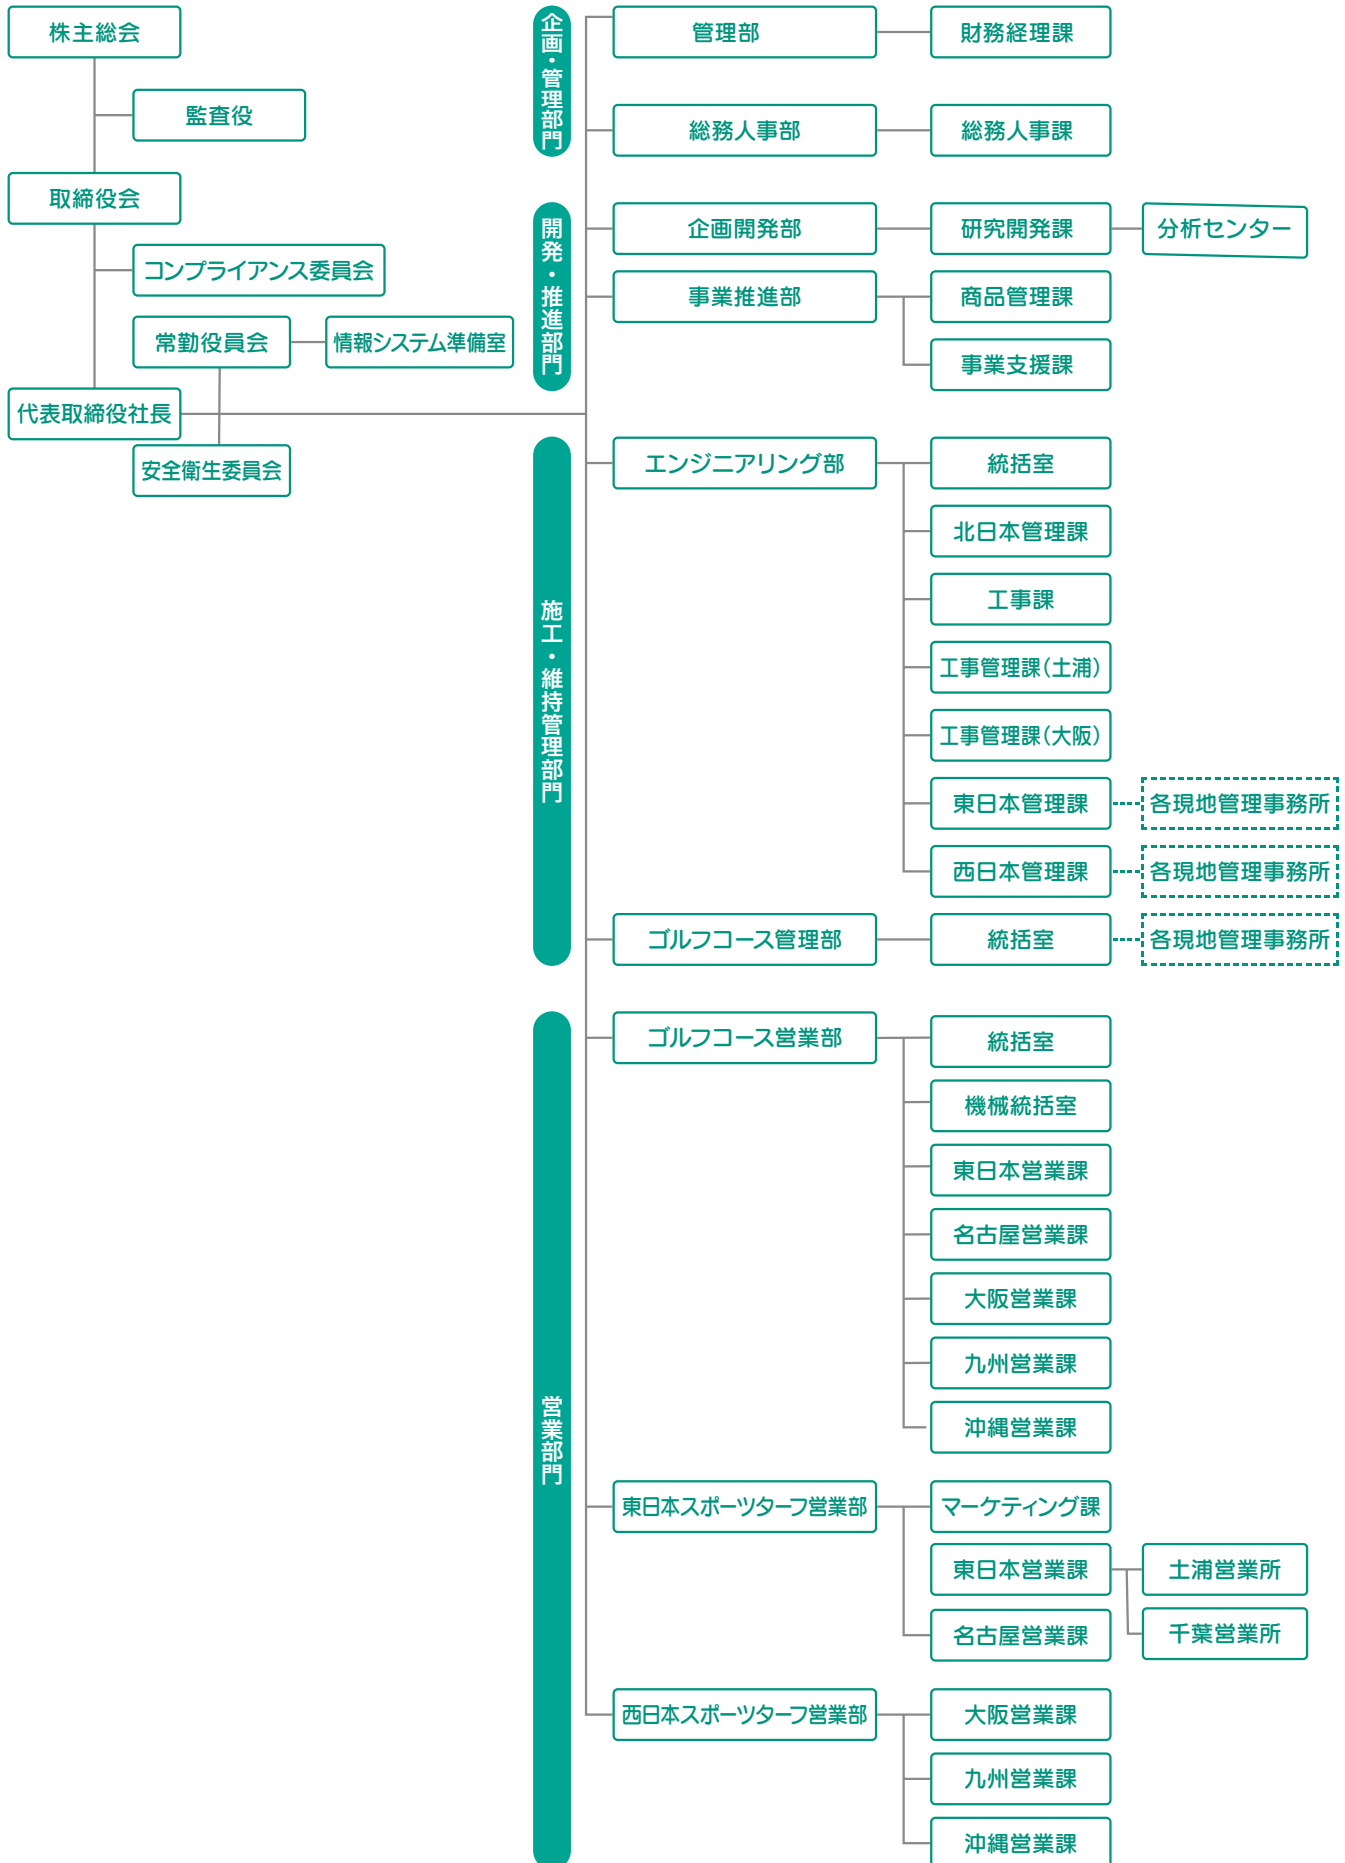 株主総会
監査役
取締役会
コンプライアンス委員会
常勤役員会
情報システム準備室
代表取締役社長
安全衛生委員会
企画・管理部門
管理部
財務経理課
総務人事部
総務人事課
開発・推進部門
企画開発部
研究開発課
分析センター
事業推進部
商品管理課
事業支援課
施工・維持管理部門
エンジニアリング部
統括室
北日本管理課
工事課
工事管理課(土浦)
工事管理課(大阪)
東日本管理課
各現地管理事務所
西日本管理課
各現地管理事務所
ゴルフコース管理部
統括室
各現地管理事務所
営業部門
ゴルフコース営業部
統括室
機械統括室
東日本営業課
名古屋営業課
大阪営業課
九州営業課
沖縄営業課
東日本スポーツターフ営業部
マーケティング課
東日本営業課
土浦営業所
千葉営業所
名古屋営業課
西日本スポーツターフ営業部
大阪営業課
九州営業課
沖縄営業課